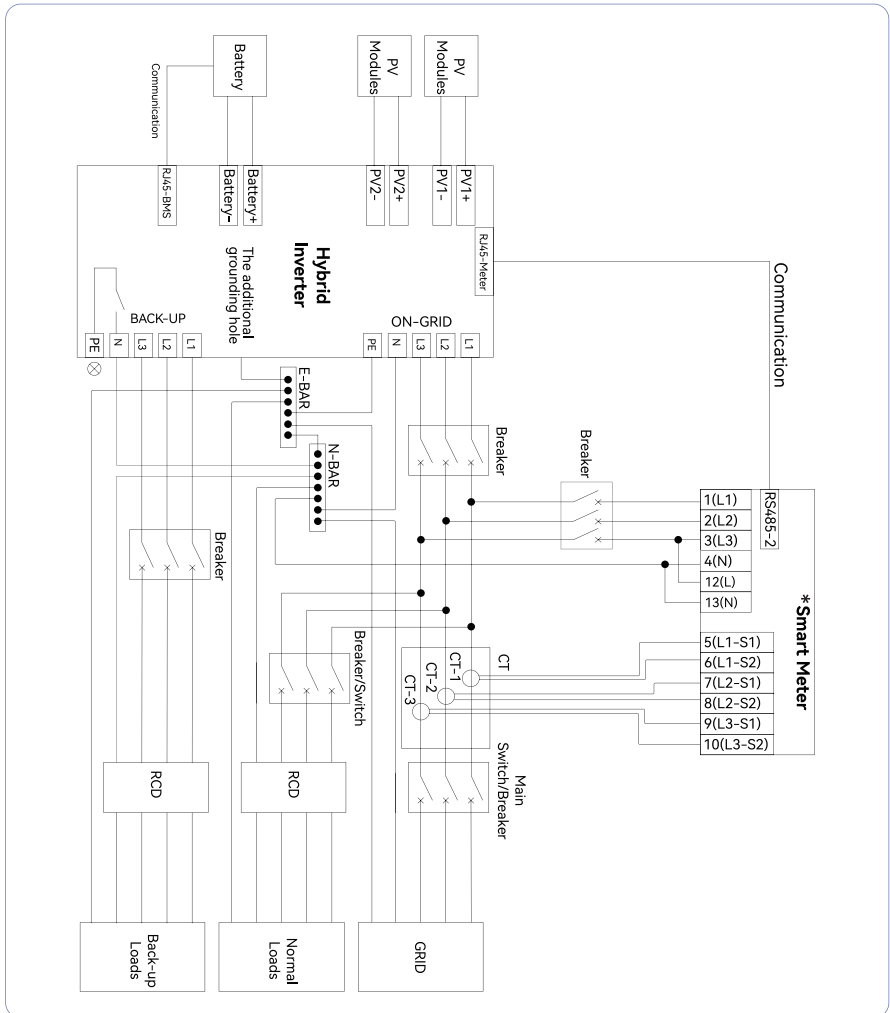 Battery
PV
Modules
PV
Modules
Communication
RJ45-BMS
Battery-
Battery+
PV2-
PV2+
PV1-
PV1+
RJ45-Meter
Hybrid
Inverter
The additional
grounding hole
Communication
BACK-UP
ON-GRID
PE
N
L3
L2
L1
PE
N
L3
L2
L1
E-BAR
N-BAR
Breaker
Breaker
Breaker
RS485-2
1(L1)
2(L2)
3(L3)
4(N)
12(L)
13(N)
*Smart Meter
5(L1-S1)
6(L1-S2)
7(L2-S1)
8(L2-S2)
9(L3-S1)
10(L3-S2)
Breaker/Switch
CT
CT-1
CT-2
CT-3
Main
Switch/Breaker
RCD
RCD
Back-up
Loads
Normal
Loads
GRID